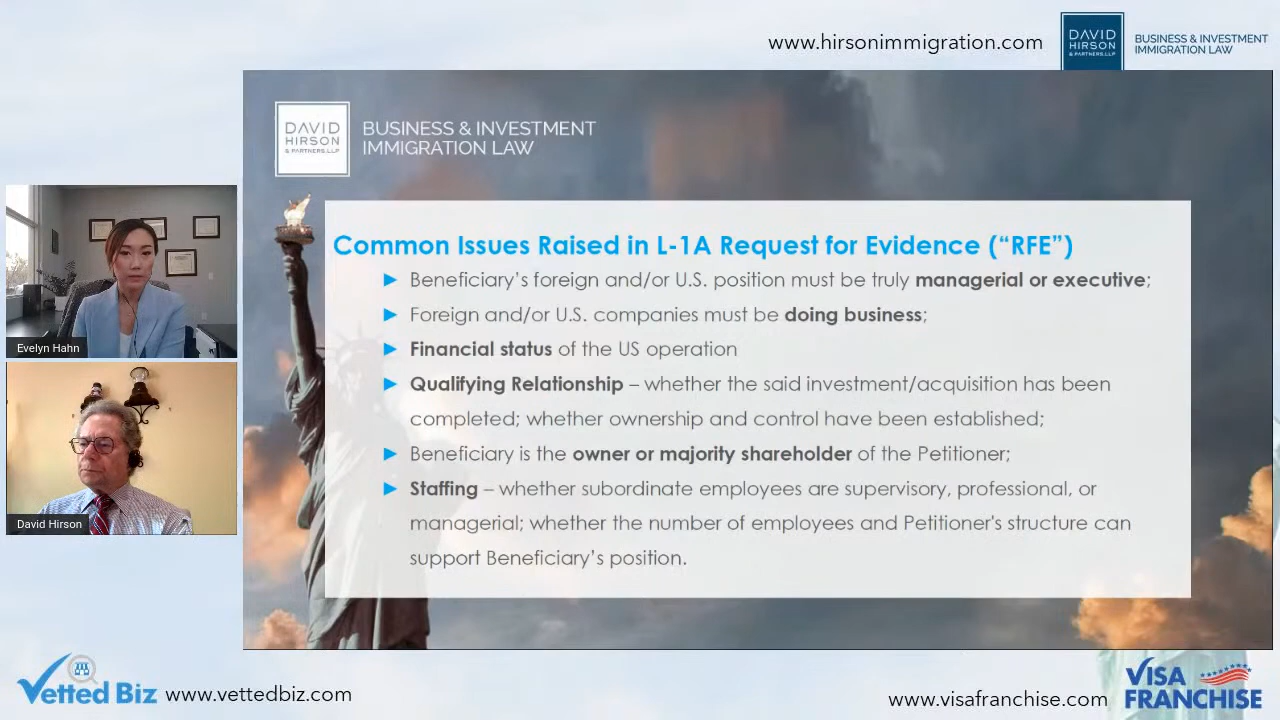 www.hirsonimmigration.com
DAVID
HIRSON
& PARTNERS, LLP
BUSINESS & INVESTMENT
IMMIGRATION LAW
DAVID
HIRSON
& PARTNERS, LLP
BUSINESS & INVESTMENT
IMMIGRATION LAW
Common Issues Raised in L-1A Request for Evidence (“RFE”)
Beneficiary’s foreign and/or U.S. position must be truly managerial or executive;
Foreign and/or U.S. companies must be doing business;
Financial status of the US operation
Qualifying Relationship – whether the said investment/acquisition has been
completed; whether ownership and control have been established;
Beneficiary is the owner or majority shareholder of the Petitioner;
Staffing – whether subordinate employees are supervisory, professional, or
managerial; whether the number of employees and Petitioner's structure can
support Beneficiary’s position.
Evelyn Hahn
David Hirson
Vetted Biz
www.vettedbiz.com
www.visafranchise.com
VISA
FRANCHISE